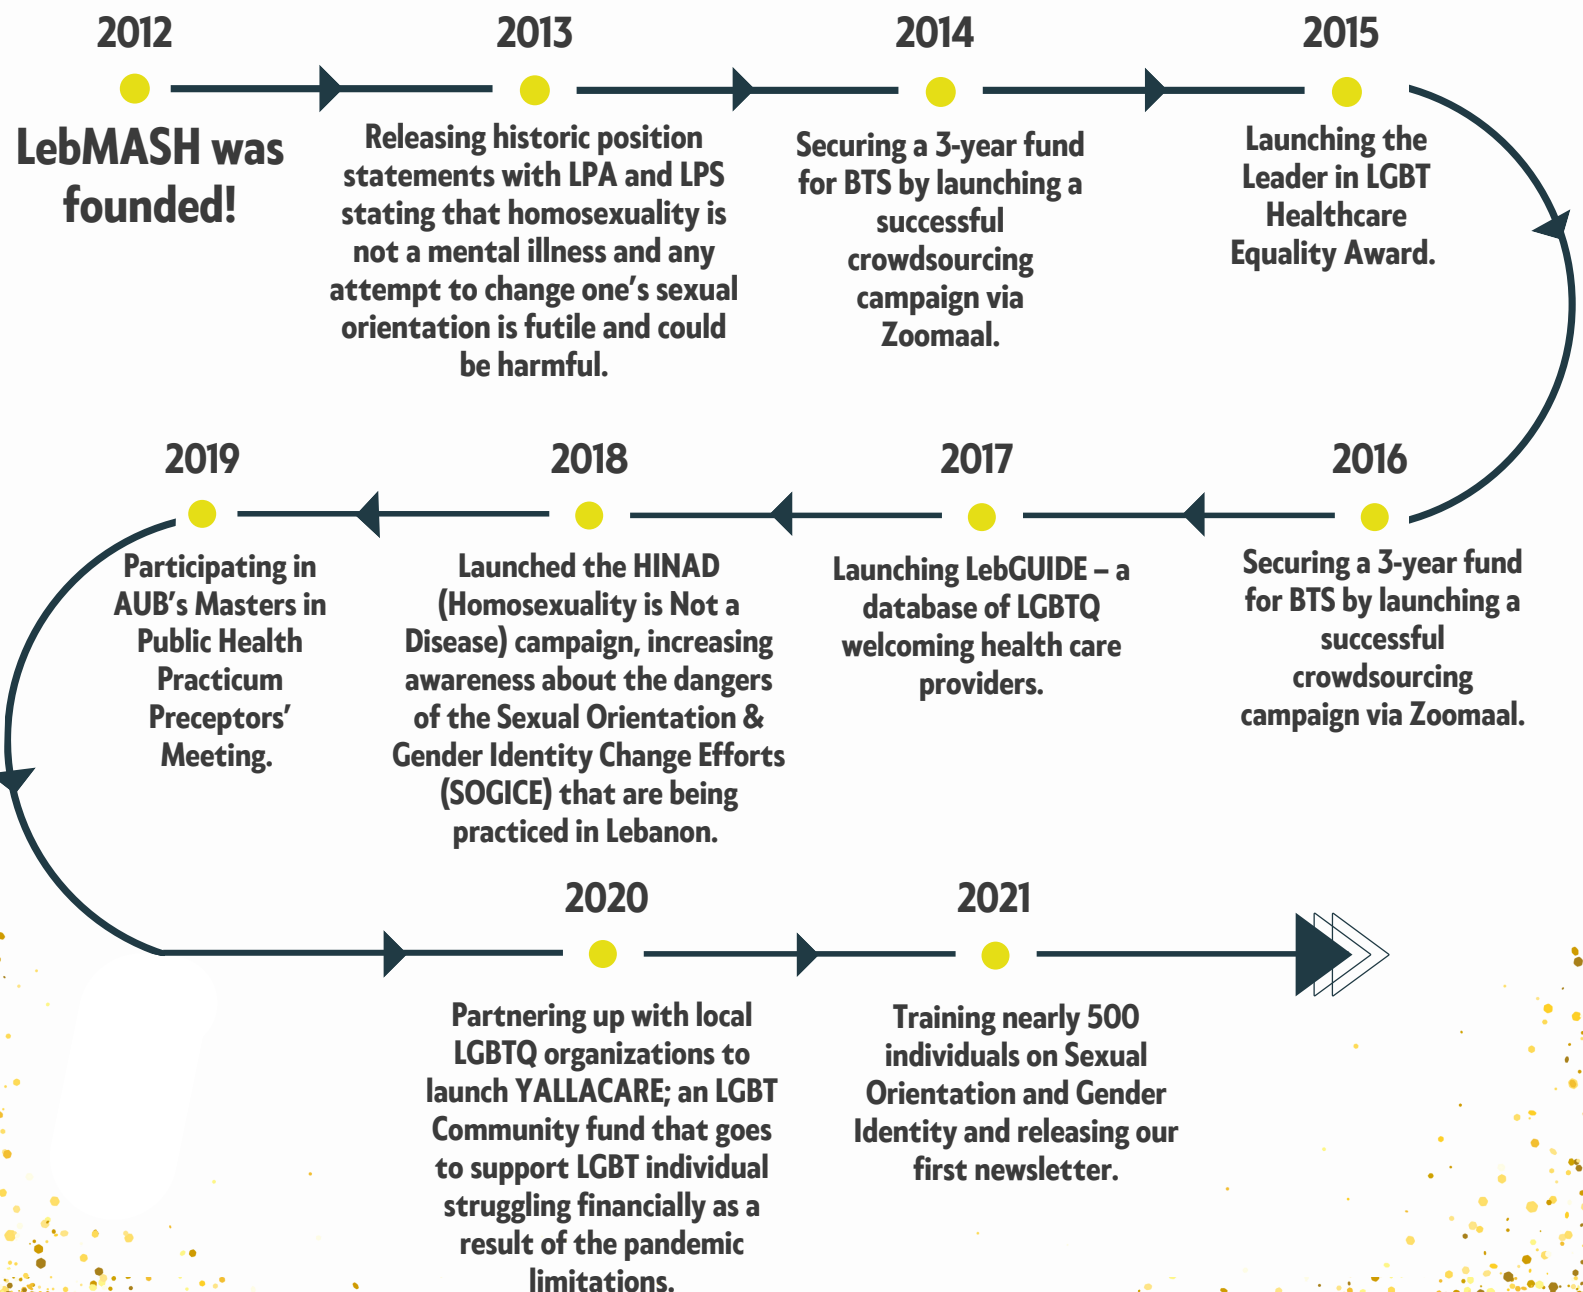 2012
LebMASH was
founded!
2013
Releasing historic position
statements with LPA and LPS
stating that homosexuality is
not a mental illness and any
attempt to change one's sexual
orientation is futile and could
be harmful.
2014
Securing a 3-year fund
for BTS by launching a
successful
crowdsourcing
campaign via
Zoomaal.
2015
Launching the
Leader in LGBT
Healthcare
Equality Award.
2016
Securing a 3-year fund
for BTS by launching a
successful
crowdsourcing
campaign via Zoomaal.
2017
Launching LebGUIDE – a
database of LGBTQ
welcoming health care
providers.
2018
Launched the HINAD
(Homosexuality is Not a
Disease) campaign, increasing
awareness about the dangers
of the Sexual Orientation &
Gender Identity Change Efforts
(SOGICE) that are being
practiced in Lebanon.
2019
Participating in
AUB's Masters in
Public Health
Practicum
Preceptors'
Meeting.
2020
Partnering up with local
LGBTQ organizations to
launch YALLACARE; an LGBT
Community fund that goes
to support LGBT individual
struggling financially as a
result of the pandemic
limitations.
2021
Training nearly 500
individuals on Sexual
Orientation and Gender
Identity and releasing our
first newsletter.